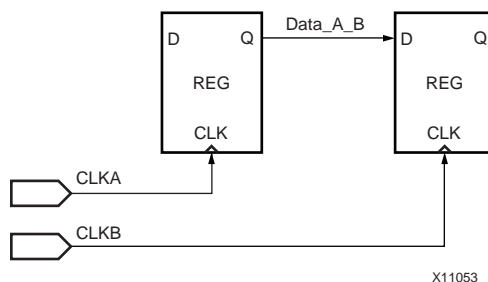 Data_A_B
D Q D Q
REG REG
CLK CLK
CLKA
CLKB
X11053